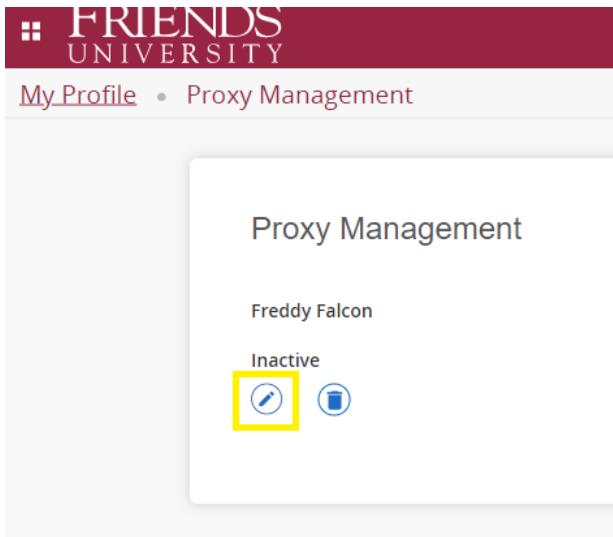 FRIENDS
UNIVERSITY
My Profile • Proxy Management
Proxy Management
Freddy Falcon
Inactive